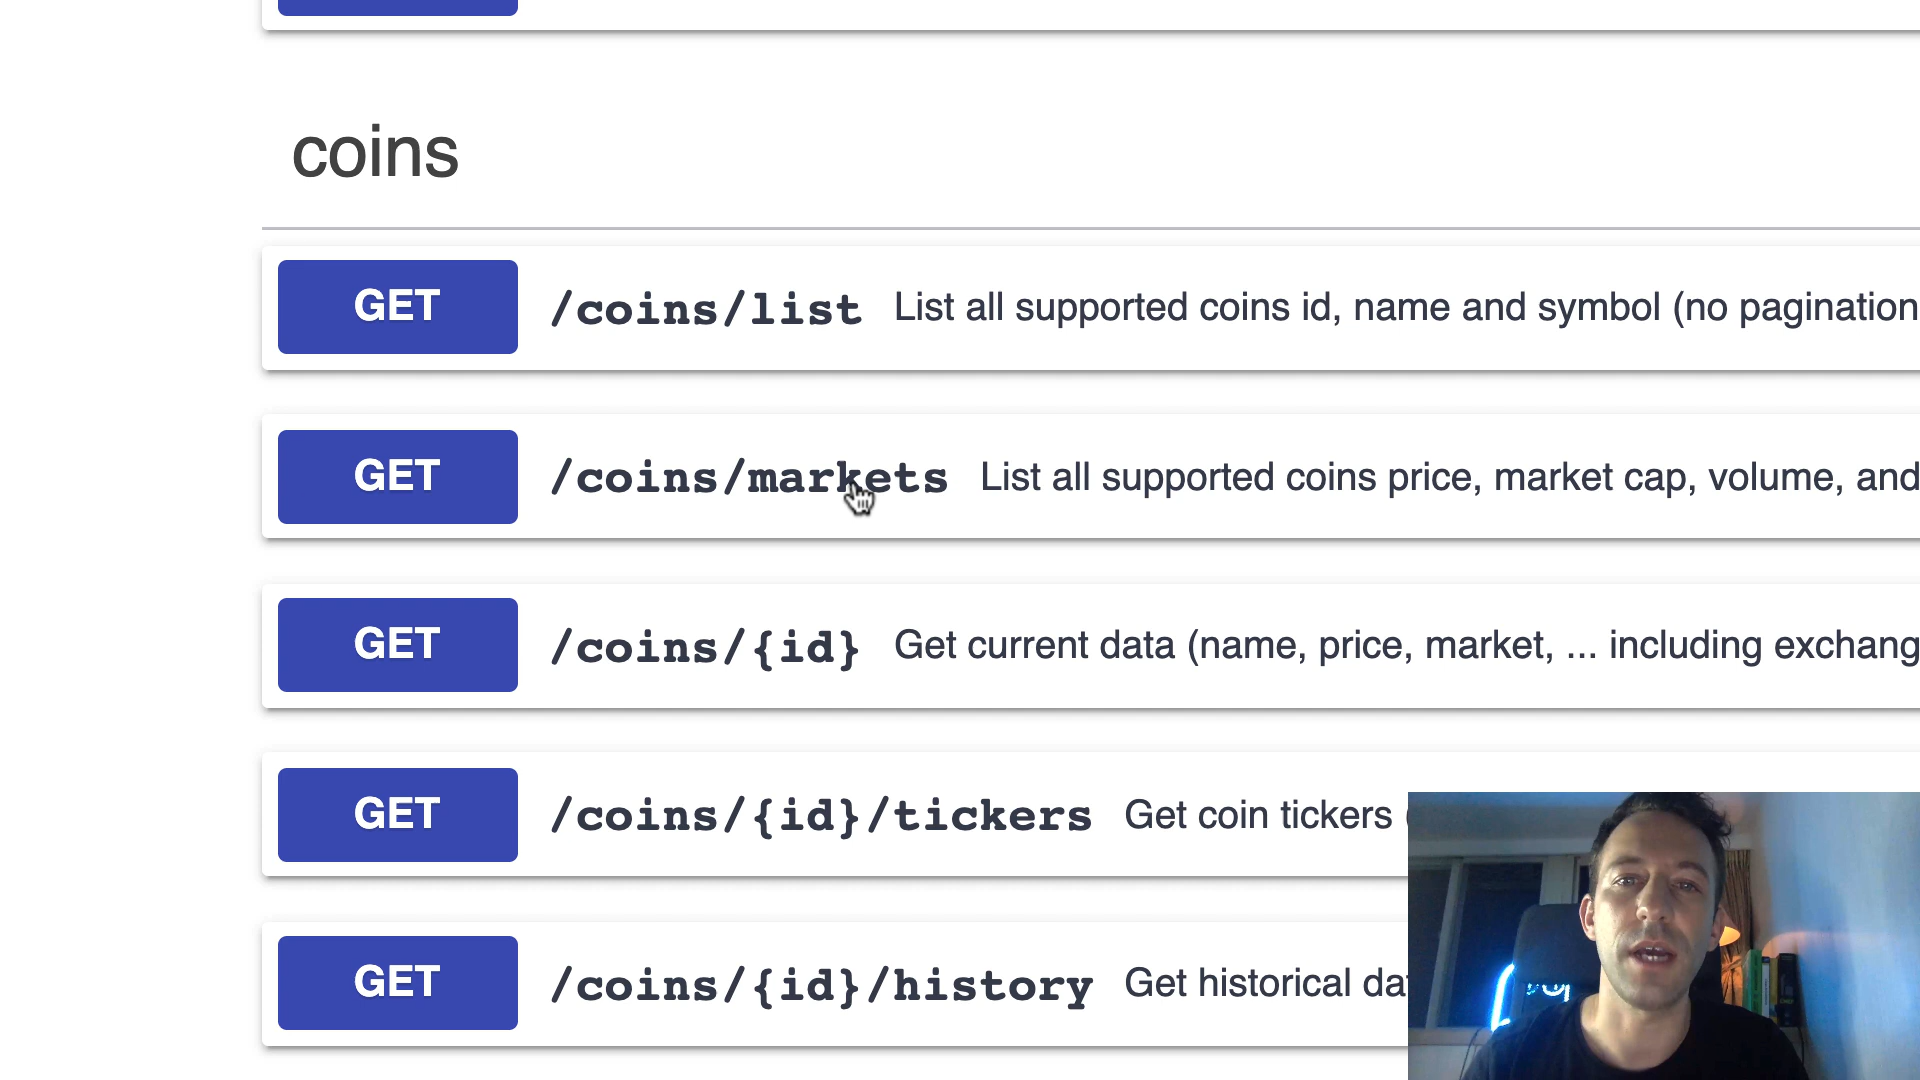 coins
GET /coins/list List all supported coins id, name and symbol (no pagination
GET /coins/markets List all supported coins price, market cap, volume, and
GET /coins/{id} Get current data (name, price, market, ... including exchang
GET /coins/{id}/tickers Get coin tickers (
GET /coins/{id}/history Get historical dat